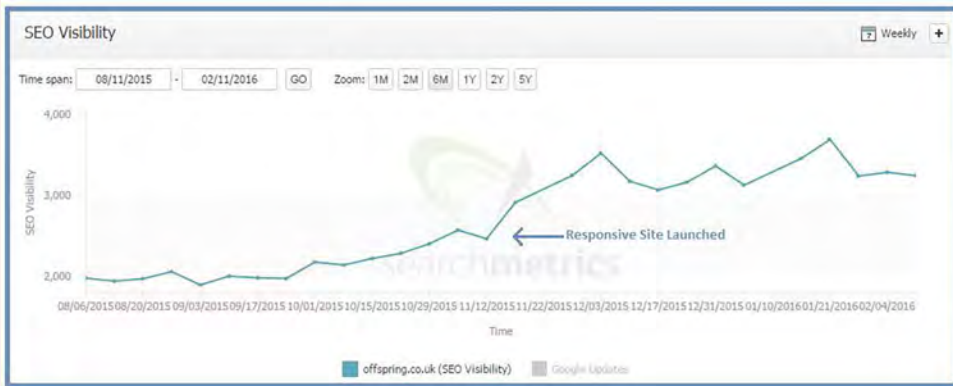 SEO Visibility
Weekly +
Time span: 08/11/2015 - 02/11/2016 GO Zoom: 1M 2M 6M 1Y 2Y 5Y
4,000
3,000
2,000
SEO Visibility
searchmetrics
Responsive Site Launched
08/06/2015 08/20/2015 09/03/2015 09/17/2015 10/01/2015 10/15/2015 10/29/2015 11/12/2015 11/22/2015 12/03/2015 12/17/2015 12/31/2015 01/10/2016 01/21/2016 02/04/2016
Time
offspring.co.uk (SEO Visibility) Google Updates